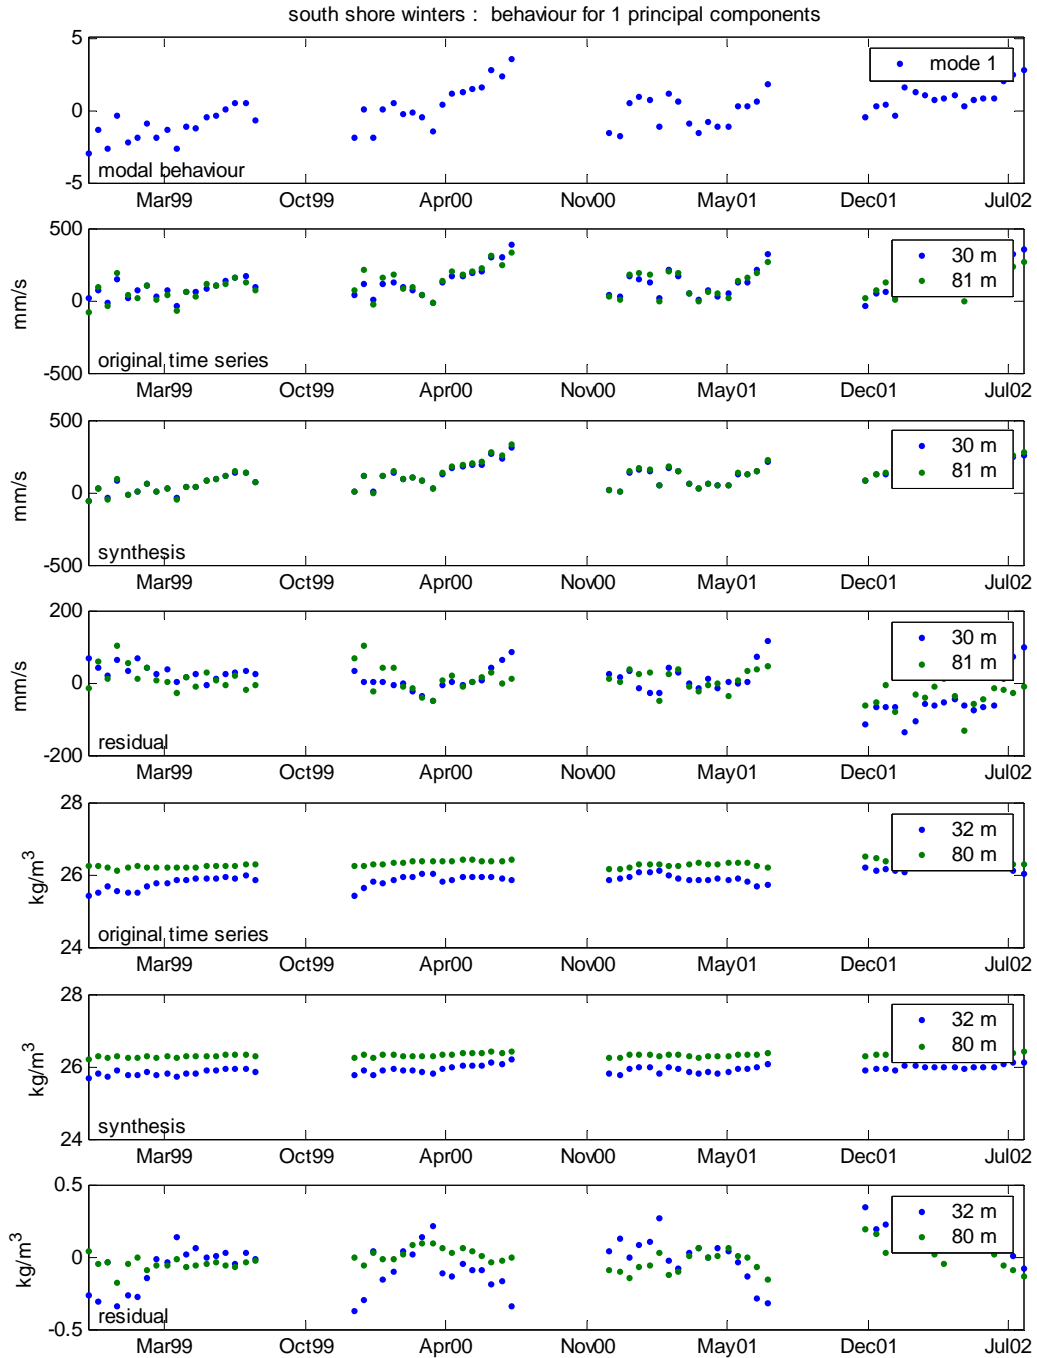 south shore winters :  behaviour for 1 principal components
5
0
-5
mode 1
modal behaviour
Mar99 Oct99 Apr00 Nov00 May01 Dec01 Jul02
500
0
-500
mm/s
30 m
81 m
original time series
Mar99 Oct99 Apr00 Nov00 May01 Dec01 Jul02
500
0
-500
mm/s
30 m
81 m
synthesis
Mar99 Oct99 Apr00 Nov00 May01 Dec01 Jul02
200
0
-200
mm/s
30 m
81 m
residual
Mar99 Oct99 Apr00 Nov00 May01 Dec01 Jul02
28
26
24
kg/m³
32 m
80 m
original time series
Mar99 Oct99 Apr00 Nov00 May01 Dec01 Jul02
28
26
24
kg/m³
32 m
80 m
synthesis
Mar99 Oct99 Apr00 Nov00 May01 Dec01 Jul02
0.5
0
-0.5
kg/m³
32 m
80 m
residual
Mar99 Oct99 Apr00 Nov00 May01 Dec01 Jul02